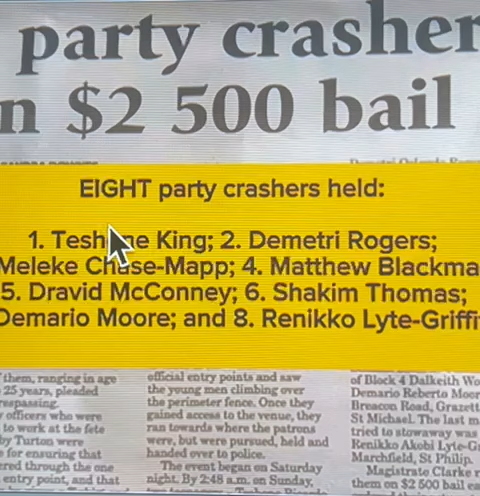 party crasher
n $2 500 bail
EIGHT party crashers held:
1. Tesh ne King; 2. Demetri Rogers;
Meleke Chase-Mapp; 4. Matthew Blackma
5. Dravid McConney; 6. Shakim Thomas;
Demario Moore; and 8. Renikko Lyte-Griffi
them, ranging in age
25 years, pleaded
respassing.
officers who were
to work at the fete
by Turton were
for ensuring that
red through the one
entry point, and that
official entry points and saw
the young men climbing over
the perimeter fence. Once they
gained access to the venue, they
ran towards where the patrons
were, but were pursued, held and
handed over to police.
The event began on Saturday
night. By 2:48 a.m. on Sunday,
of Block 4 Dalkeith Wo
Demario Reberto Moor
Breacon Road, Grazett
St Michael. The last m
tried to stowaway was
Renikko Akobi Lyte-G
Marchfield, St Philip.
Magistrate Clarke r
them on $2 500 bail ea